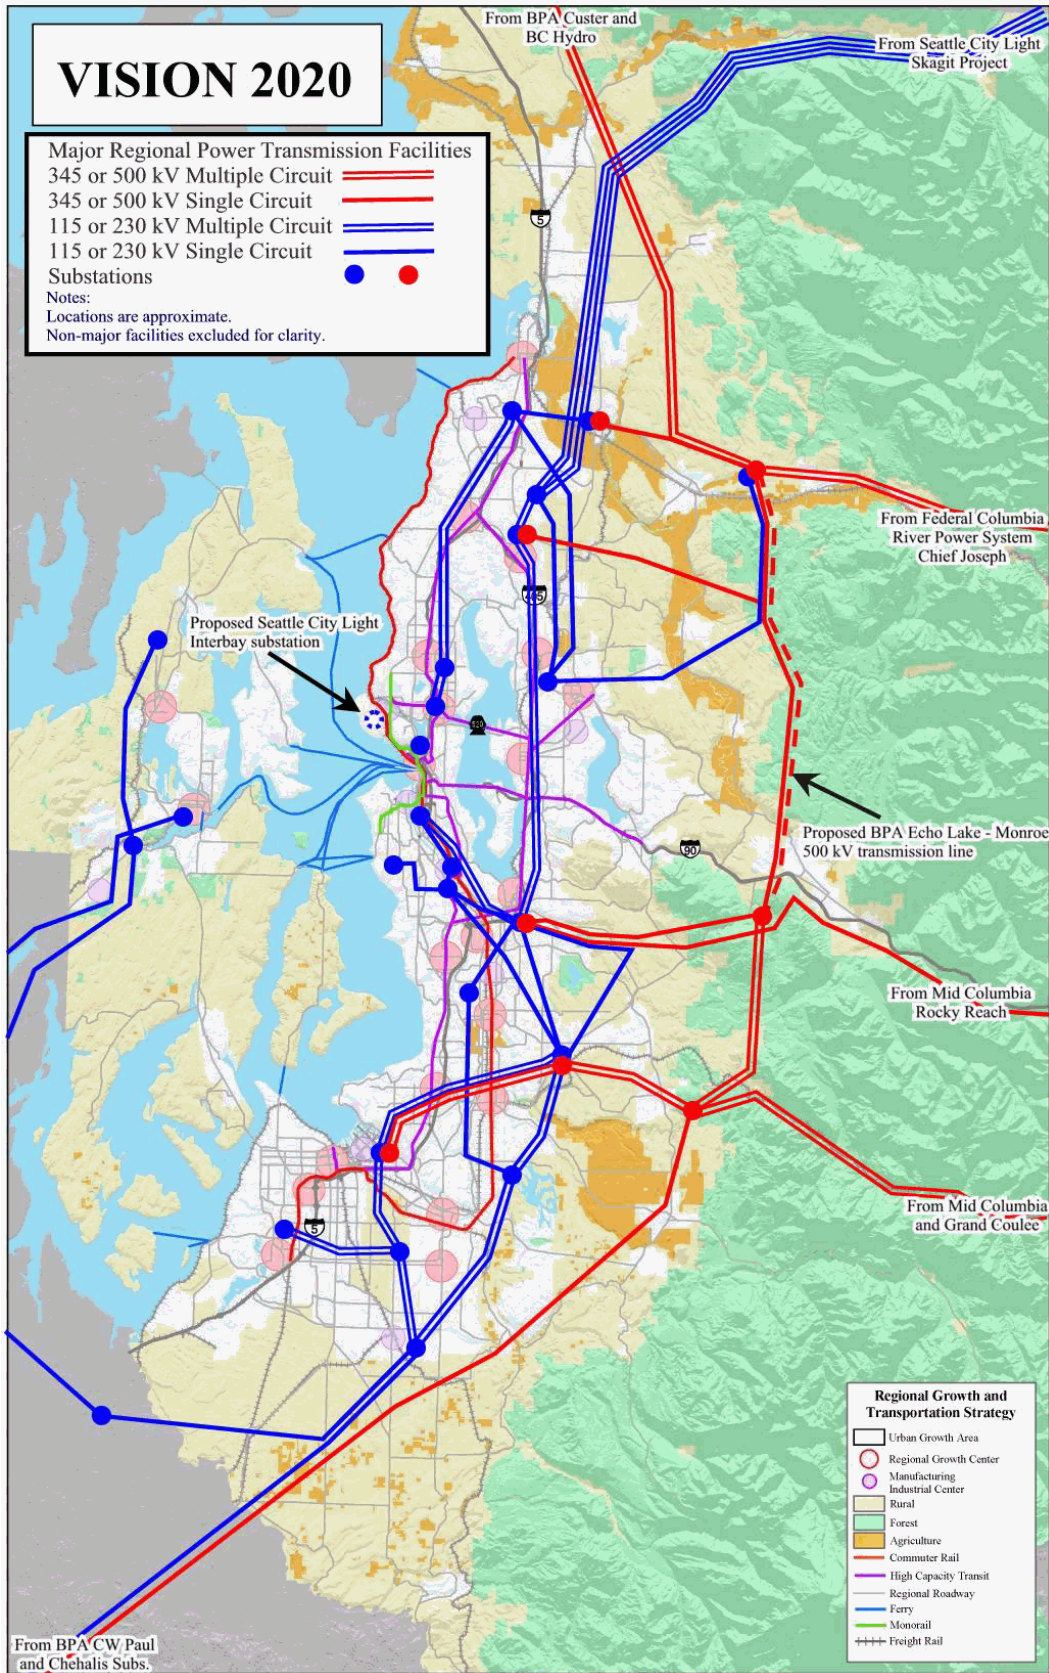 From BPA Custer and
BC Hydro
From Seattle City Light
Skagit Project
VISION 2020
Major Regional Power Transmission Facilities
345 or 500 kV Multiple Circuit
345 or 500 kV Single Circuit
115 or 230 kV Multiple Circuit
115 or 230 kV Single Circuit
Substations
Notes:
Locations are approximate.
Non-major facilities excluded for clarity.
5
From Federal Columbia
River Power System
Chief Joseph
405
Proposed Seattle City Light
Interbay substation
520
Proposed BPA Echo Lake - Monroe
500 kV transmission line
90
From Mid Columbia
Rocky Reach
From Mid Columbia
and Grand Coulee
5
Regional Growth and
Transportation Strategy
Urban Growth Area
Regional Growth Center
Manufacturing
Industrial Center
Rural
Forest
Agriculture
Commuter Rail
High Capacity Transit
Regional Roadway
Ferry
Monorail
Freight Rail
From BPA CW Paul
and Chehalis Subs.